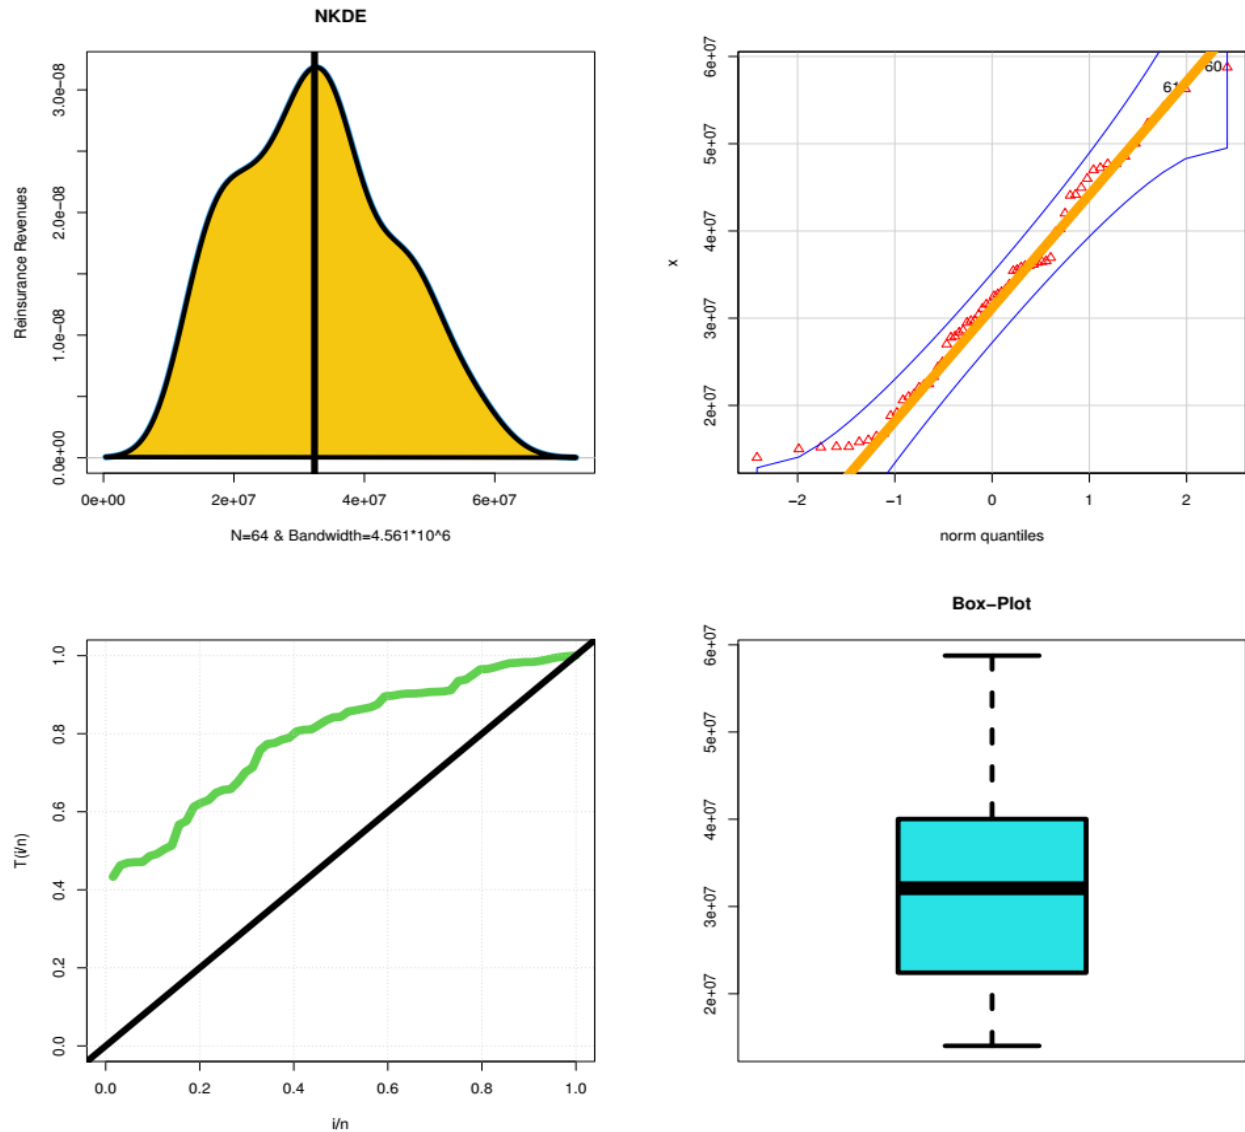 NKDE
Reinsurance Revenues
0.0e+00
1.0e-08
2.0e-08
3.0e-08
0e+00 2e+07 4e+07 6e+07
N=64 & Bandwidth=4.561*10^6
x
2e+07
3e+07
4e+07
5e+07
6e+07
61
60
−2 −1 0 1 2
norm quantiles
T(i/n)
0.0
0.2
0.4
0.6
0.8
1.0
0.0 0.2 0.4 0.6 0.8 1.0
i/n
Box−Plot
2e+07
3e+07
4e+07
5e+07
6e+07